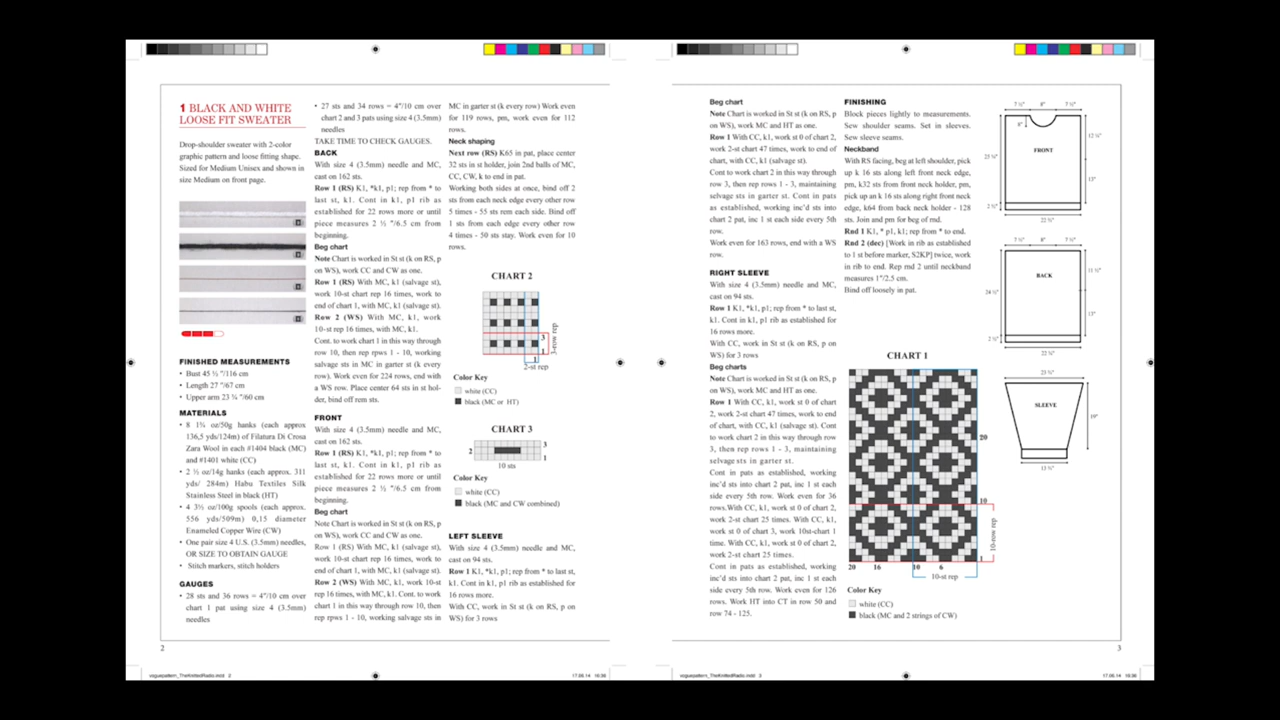 1 BLACK AND WHITE
LOOSE FIT SWEATER
Drop-shoulder sweater with 2-color
graphic pattern and loose fitting shape.
Sized for Medium Unisex and shown in
size Medium on front page.
FINISHED MEASUREMENTS
• Bust 45 ½ "/116 cm
• Length 27 "/67 cm
• Upper arm 23 ¾ "/60 cm
MATERIALS
• 8 1¾ oz/50g hanks (each approx
136,5 yds/124m) of Filatura Di Crosa
Zara Wool in each #1404 black (MC)
and #1401 white (CC)
• 2 ½ oz/14g hanks (each approx. 311
yds/ 284m) Habu Textiles Silk
Stainless Steel in black (HT)
• 4 3½ oz/100g spools (each approx.
556 yds/509m) 0,15 diameter
Enameled Copper Wire (CW)
• One pair size 4 U.S. (3.5mm) needles,
OR SIZE TO OBTAIN GAUGE
• Stitch markers, stitch holders
GAUGES
• 28 sts and 36 rows = 4"/10 cm over
chart 1 pat using size 4 (3.5mm)
needles
2
• 27 sts and 34 rows = 4"/10 cm over
chart 2 and 3 pats using size 4 (3.5mm)
needles
TAKE TIME TO CHECK GAUGES.
BACK
With size 4 (3.5mm) needle and MC,
cast on 162 sts.
Row 1 (RS) K1, *k1, p1; rep from * to
last st, k1. Cont in k1, p1 rib as
established for 22 rows more or until
piece measures 2 ½ "/6.5 cm from
beginning.
Beg chart
Note Chart is worked in St st (k on RS, p
on WS), work CC and CW as one.
Row 1 (RS) With MC, k1 (salvage st),
work 10-st chart rep 16 times, work to
end of chart 1, with MC, k1 (salvage st).
Row 2 (WS) With MC, k1, work
10-st rep 16 times, with MC, k1.
Cont. to work chart 1 in this way through
row 10, then rep rpws 1 - 10, working
salvage sts in MC in garter st (k every
row). Work even for 224 rows, end with
a WS row. Place center 64 sts in st hol-
der, bind off rem sts.
FRONT
With size 4 (3.5mm) needle and MC,
cast on 162 sts.
Row 1 (RS) K1, *k1, p1; rep from * to
last st, k1. Cont in k1, p1 rib as
established for 22 rows more or until
piece measures 2 ½ "/6.5 cm from
beginning.
Beg chart
Note Chart is worked in St st (k on RS, p
on WS), work CC and CW as one.
Row 1 (RS) With MC, k1 (salvage st),
work 10-st chart rep 16 times, work to
end of chart 1, with MC, k1 (salvage st).
Row 2 (WS) With MC, k1, work 10-st
rep 16 times, with MC, k1. Cont. to work
chart 1 in this way through row 10, then
rep rpws 1 - 10, working salvage sts in
MC in garter st (k every row) Work even
for 119 rows, pm, work even for 112
rows.
Neck shaping
Next row (RS) K65 in pat, place center
32 sts in st holder, join 2nd balls of MC,
CC, CW, k to end in pat.
Working both sides at once, bind off 2
sts from each neck edge every other row
5 times - 55 sts rem each side. Bind off
1 sts from each edge every other row
4 times - 50 sts stay. Work even for 10
rows.
CHART 2
3
1
1
3-row rep
2-st rep
Color Key
white (CC)
black (MC or HT)
CHART 3
3
2
1
10 sts
Color Key
white (CC)
black (MC and CW combined)
LEFT SLEEVE
With size 4 (3.5mm) needle and MC,
cast on 94 sts.
Row 1 K1, *k1, p1; rep from * to last st,
k1. Cont in k1, p1 rib as established for
16 rows more.
With CC, work in St st (k on RS, p on
WS) for 3 rows
voguepattern_TheKnittedRadio.indd 2
Beg chart
Note Chart is worked in St st (k on RS, p
on WS), work MC and HT as one.
Row 1 With CC, k1, work st 0 of chart 2,
work 2-st chart 47 times, work to end of
chart, with CC, k1 (salvage st).
Cont to work chart 2 in this way through
row 3, then rep rows 1 - 3, maintaining
selvage sts in garter st. Cont in pats
as established, working inc'd sts into
chart 2 pat, inc 1 st each side every 5th
row.
Work even for 163 rows, end with a WS
row.
RIGHT SLEEVE
With size 4 (3.5mm) needle and MC,
cast on 94 sts.
Row 1 K1, *k1, p1; rep from * to last st,
k1. Cont in k1, p1 rib as established for
16 rows more.
With CC, work in St st (k on RS, p on
WS) for 3 rows
Beg charts
Note Chart is worked in St st (k on RS, p
on WS), work MC and HT as one.
Row 1 With CC, k1, work st 0 of chart
2, work 2-st chart 47 times, work to end
of chart, with CC, k1 (salvage st). Cont
to work chart 2 in this way through row
3, then rep rows 1 - 3, maintaining
selvage sts in garter st.
Cont in pats as established, working
inc'd sts into chart 2 pat, inc 1 st each
side every 5th row. Work even for 36
rows.With CC, k1, work st 0 of chart 2,
work 2-st chart 25 times. With CC, k1,
work st 0 of chart 3, work 10st-chart 1
time. With CC, k1, work st 0 of chart 2,
work 2-st chart 25 times.
Cont in pats as established, working
inc'd sts into chart 2 pat, inc 1 st each
side every 5th row. Work even for 126
rows. Work HT into CT in row 50 and
row 74 - 125.
FINISHING
Block pieces lightly to measurements.
Sew shoulder seams. Set in sleeves.
Sew sleeve seams.
Neckband
With RS facing, beg at left shoulder, pick
up k 16 sts along left front neck edge,
pm, k32 sts from front neck holder, pm,
pick up an k 16 sts along right front neck
edge, k64 from back neck holder - 128
sts. Join and pm for beg of rnd.
Rnd 1 K1, * p1, k1; rep from * to end.
Rnd 2 (dec) [Work in rib as established
to 1 st before marker, S2KP] twice, work
in rib to end. Rep rnd 2 until neckband
measures 1"/2.5 cm.
Bind off loosely in pat.
CHART 1
20
10
1
10-row rep
20 16 10 6
10-st rep
Color Key
white (CC)
black (MC and 2 strings of CW)
7 ½" 8" 7 ½"
FRONT
13"
22 ¾"
7 ½" 8" 7 ½"
BACK
13"
22 ¾"
SLEEVE
19"
3
voguepattern_TheKnittedRadio.indd 3